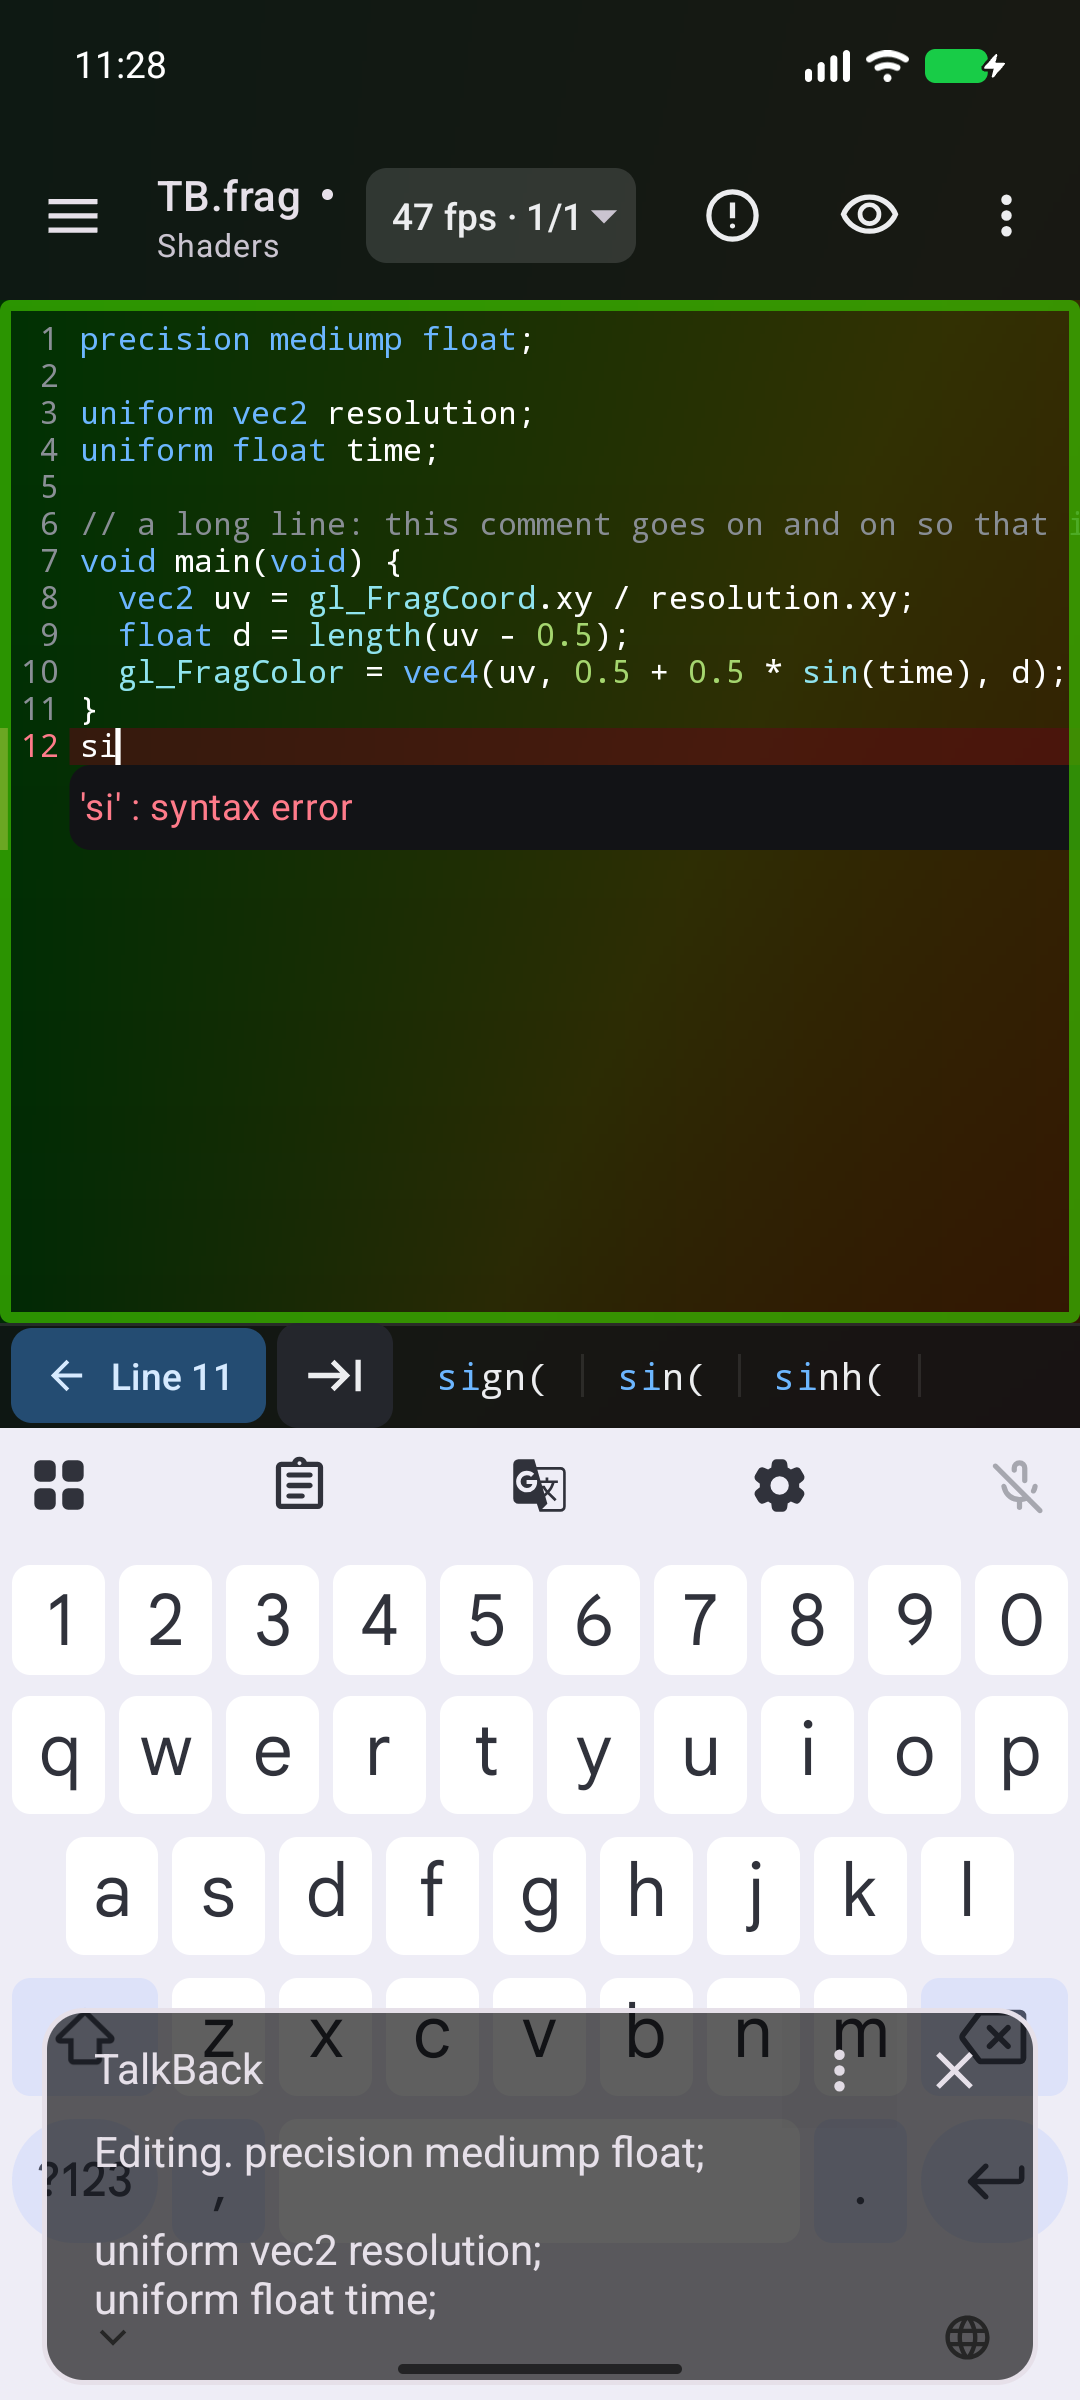 11:28
TB.frag •
Shaders
47 fps · 1/1
1 precision mediump float;
2
3 uniform vec2 resolution;
4 uniform float time;
5
6 // a long line: this comment goes on and on so that i
7 void main(void) {
8 vec2 uv = gl_FragCoord.xy / resolution.xy;
9 float d = length(uv - 0.5);
10 gl_FragColor = vec4(uv, 0.5 + 0.5 * sin(time), d);
11 }
12 si
'si' : syntax error
← Line 11
sign( sin( sinh(
1 2 3 4 5 6 7 8 9 0
q w e r t y u i o p
a s d f g h j k l
z x c v b n m
?123 , .
TalkBack
Editing. precision mediump float;
uniform vec2 resolution;
uniform float time;